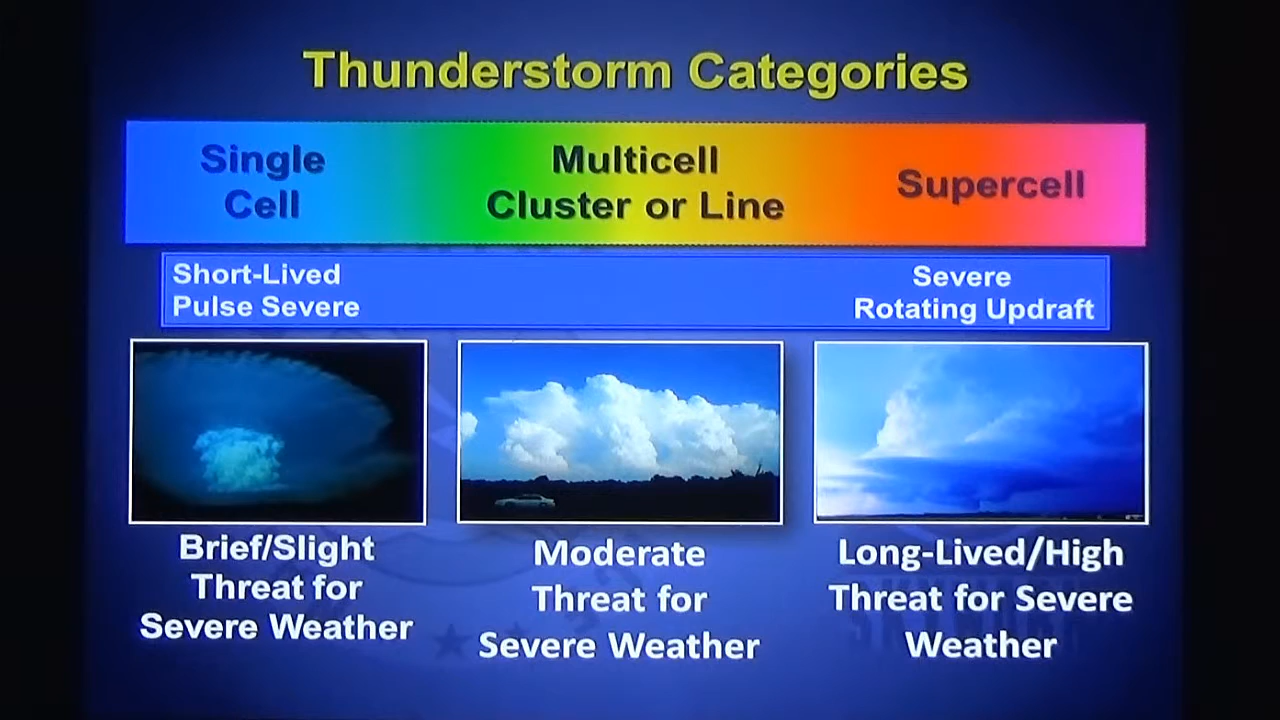 Thunderstorm Categories
Single
Cell
Multicell
Cluster or Line
Supercell
Short-Lived
Pulse Severe
Severe
Rotating Updraft
Brief/Slight
Threat for
Severe Weather
Moderate
Threat for
Severe Weather
Long-Lived/High
Threat for Severe
Weather